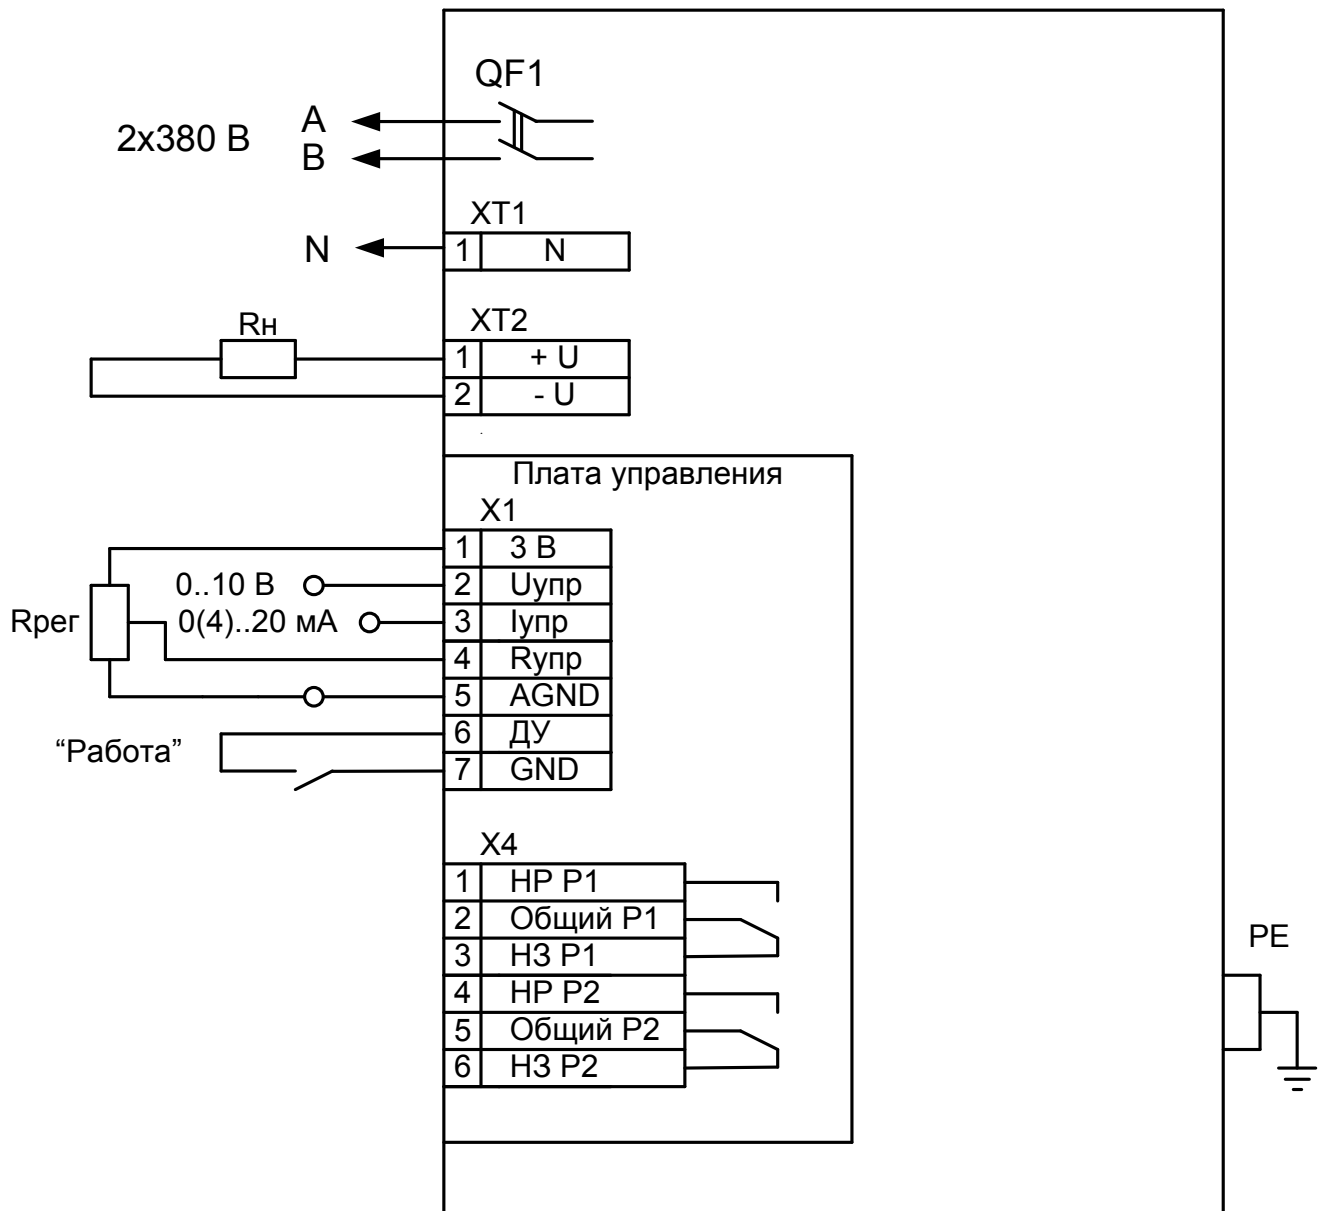 QF1
2x380 В
A
B
XT1
N
1 N
Rн
XT2
1 + U
2 - U
Плата управления
X1
1 3 В
0..10 В 2 Uупр
Rрег 0(4)..20 мА 3 Iупр
4 Rупр
5 AGND
“Работа” 6 ДУ
7 GND
X4
1 НР Р1
2 Общий Р1
3 НЗ Р1
4 НР Р2
5 Общий Р2
6 НЗ Р2
PE